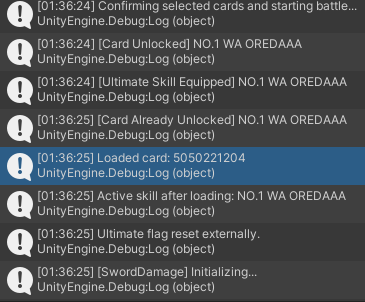 [01:36:24] Confirming selected cards and starting battle...
UnityEngine.Debug:Log (object)
[01:36:24] [Card Unlocked] NO.1 WA OREDAAA
UnityEngine.Debug:Log (object)
[01:36:24] [Ultimate Skill Equipped] NO.1 WA OREDAAA
UnityEngine.Debug:Log (object)
[01:36:25] [Card Already Unlocked] NO.1 WA OREDAAA
UnityEngine.Debug:Log (object)
[01:36:25] Loaded card: 5050221204
UnityEngine.Debug:Log (object)
[01:36:25] Active skill after loading: NO.1 WA OREDAAA
UnityEngine.Debug:Log (object)
[01:36:25] Ultimate flag reset externally.
UnityEngine.Debug:Log (object)
[01:36:25] [SwordDamage] Initializing...
UnityEngine.Debug:Log (object)